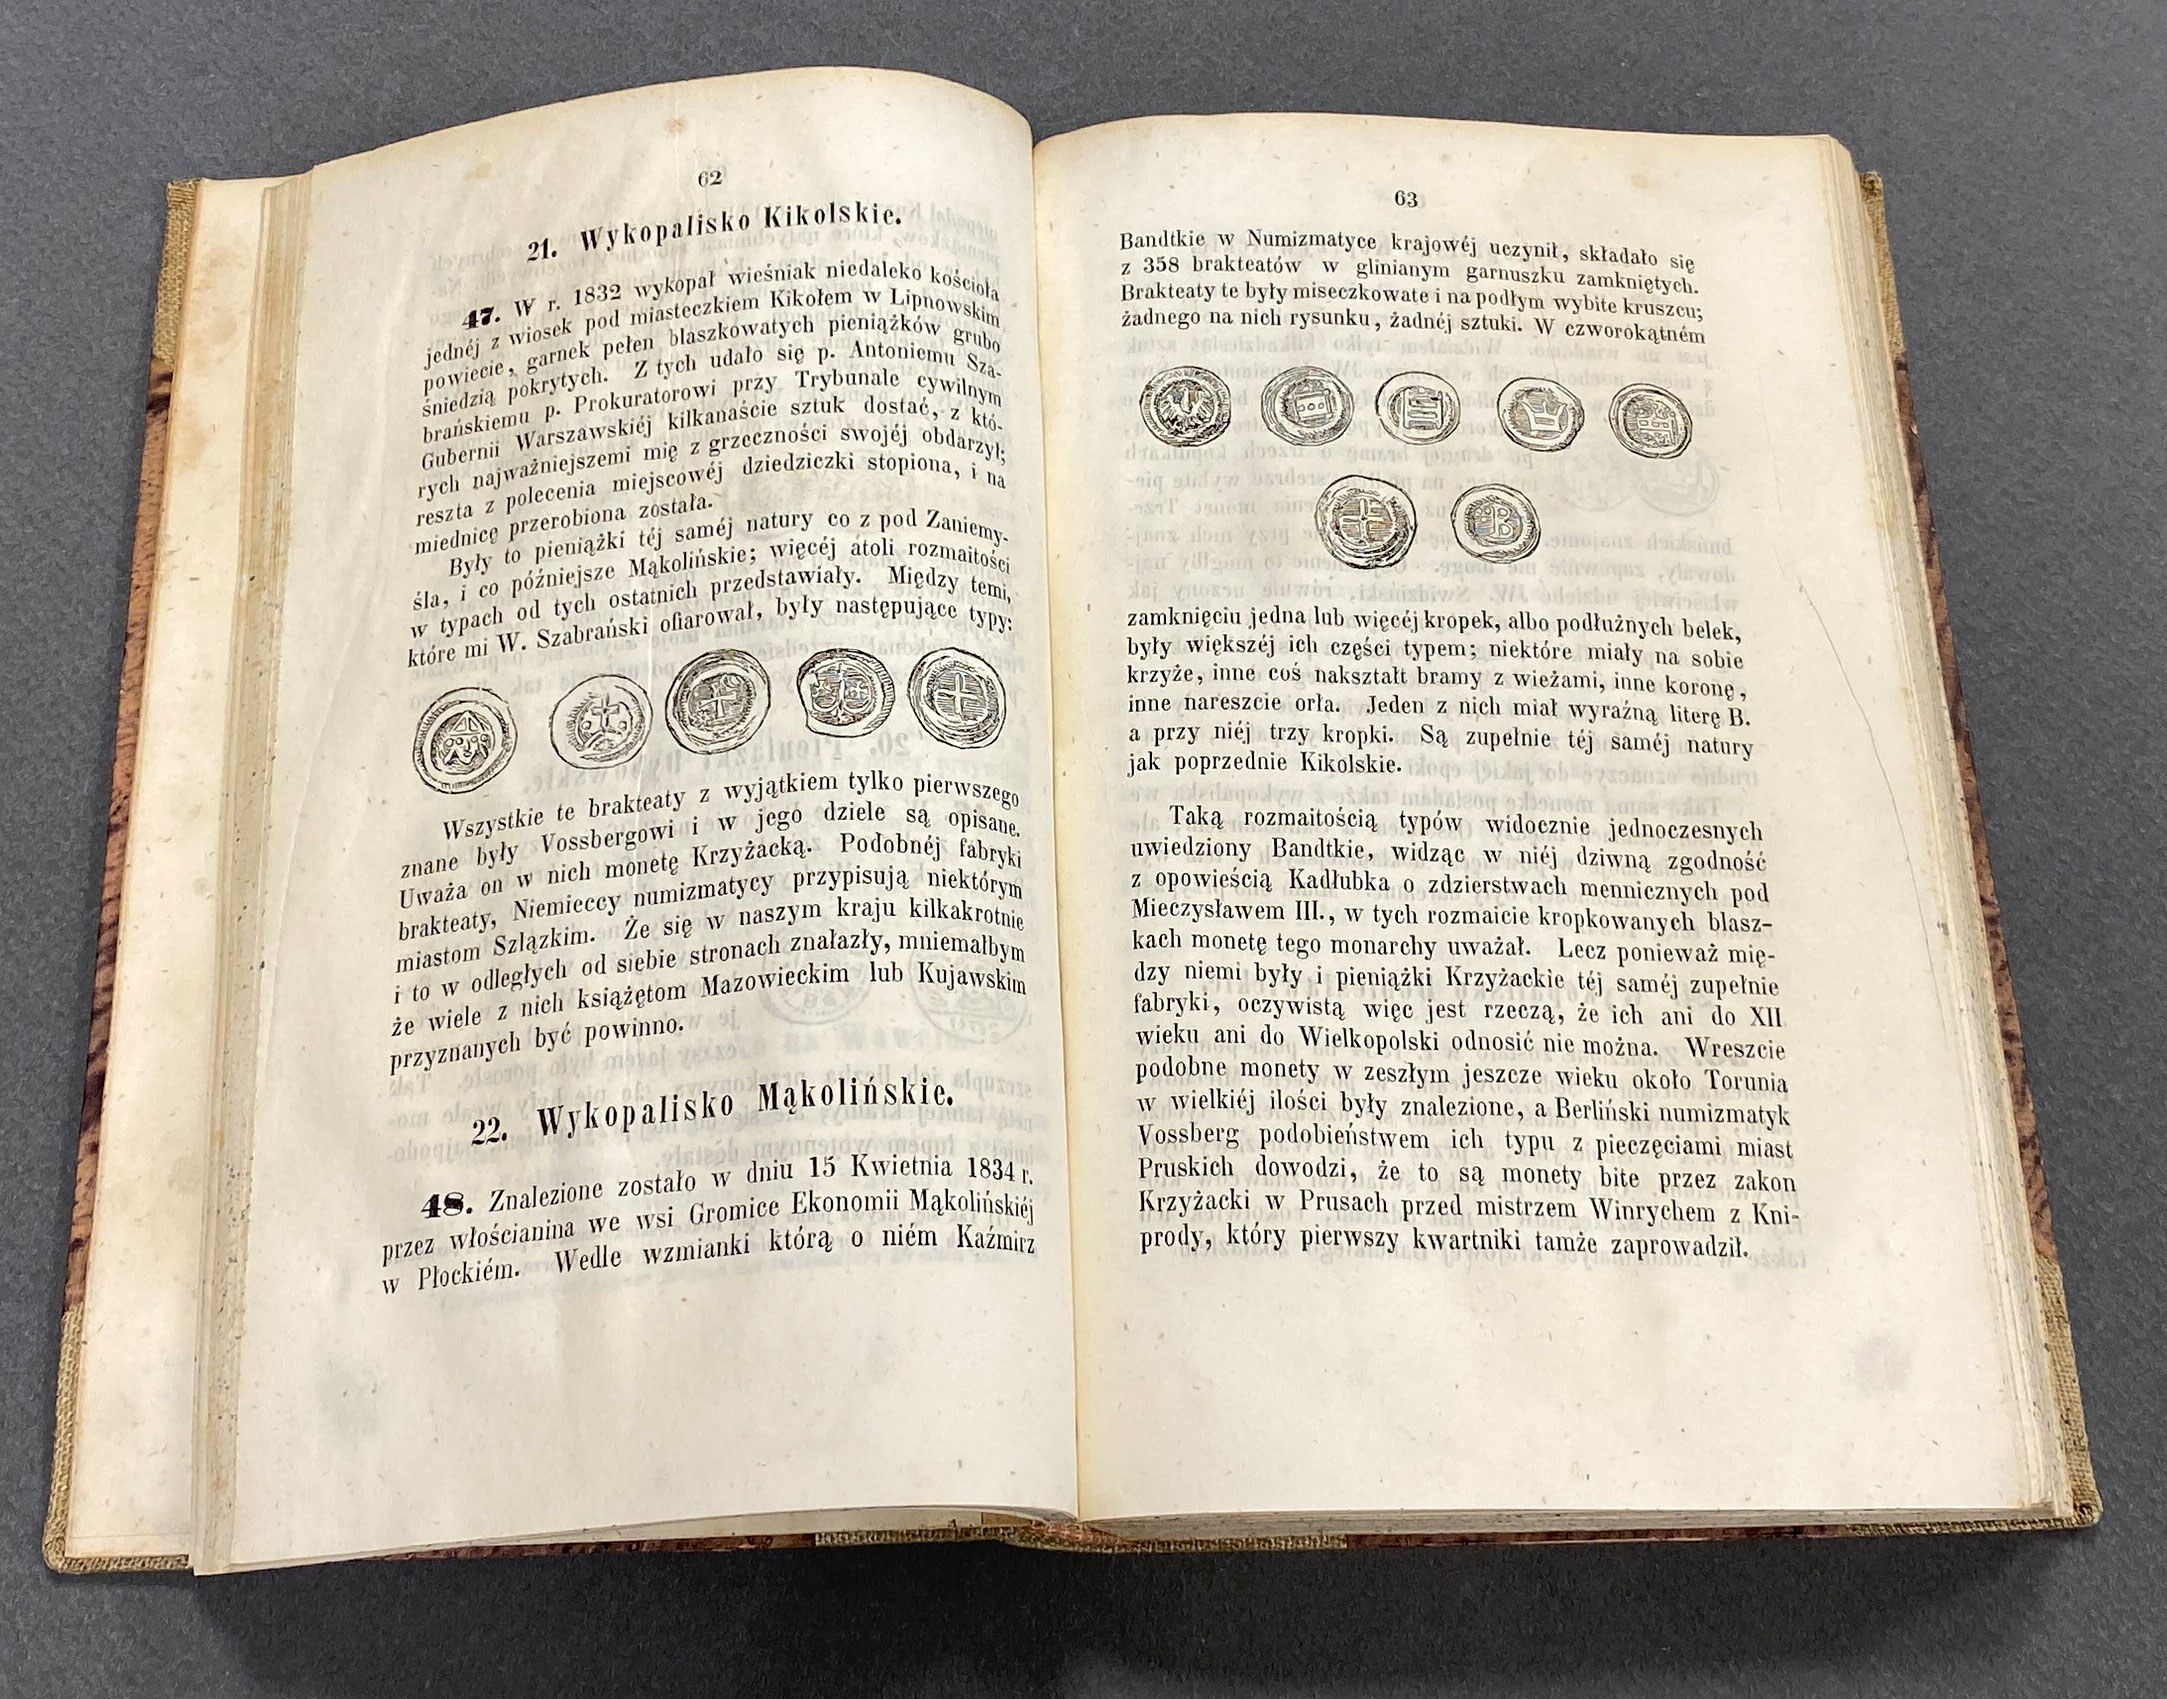 62
21. Wykopalisko Kikolskie.
47. W r. 1832 wykopał wieśniak niedaleko kościoła
jednéj z wiosek pod miasteczkiem Kikołem w Lipnowskim
powiecie, garnek pełen blaszkowatych pieniążków grubo
śniedzią pokrytych. Z tych udało się p. Antoniemu Sza-
brańskiemu p. Prokuratorowi przy Trybunale cywilnym
Gubernii Warszawskiéj kilkanaście sztuk dostać, z któ-
rych najważniejszemi mię z grzeczności swojéj obdarzył;
reszta z polecenia miejscowéj dziedziczki stopiona, i na
miednicę przerobiona została.
Były to pieniążki téj saméj natury co z pod Zaniemy-
śla, i co późniejsze Mąkolińskie; więcéj atoli rozmaitości
w typach od tych ostatnich przedstawiały. Między temi,
które mi W. Szabrański ofiarował, były następujące typy:
Wszystkie te brakteaty z wyjątkiem tylko pierwszego
znane były Vossbergowi i w jego dziele są opisane.
Uważa on w nich monetę Krzyżacką. Podobnéj fabryki
brakteaty, Niemieccy numizmatycy przypisują niektórym
miastom Szlązkim. Że się w naszym kraju kilkakrotnie
i to w odległych od siebie stronach znalazły, mniemałbym
że wiele z nich książętom Mazowieckim lub Kujawskim
przyznanych być powinno.
22. Wykopalisko Mąkolińskie.
48. Znalezione zostało w dniu 15 Kwietnia 1834 r.
przez włościanina we wsi Gromice Ekonomii Mąkolińskiéj
w Płockiém. Wedle wzmianki którą o niém Kaźmirz
63
Bandtkie w Numizmatyce krajowéj uczynił, składało się
z 358 brakteatów w glinianym garnuszku zamkniętych.
Brakteaty te były miseczkowate i na podłym wybite kruszcu;
żadnego na nich rysunku, żadnéj sztuki. W czworokątném
B
zamknięciu jedna lub więcéj kropek, albo podłużnych belek,
były większéj ich części typem; niektóre miały na sobie
krzyże, inne coś nakształt bramy z wieżami, inne koronę,
inne nareszcie orła. Jeden z nich miał wyraźną literę B.
a przy niéj trzy kropki. Są zupełnie téj saméj natury
jak poprzednie Kikolskie.
Taką rozmaitością typów widocznie jednoczesnych
uwiedziony Bandtkie, widząc w niéj dziwną zgodność
z opowieścią Kadłubka o zdzierstwach mennicznych pod
Mieczysławem III., w tych rozmaicie kropkowanych blasz-
kach monetę tego monarchy uważał. Lecz ponieważ mię-
dzy niemi były i pieniążki Krzyżackie téj saméj zupełnie
fabryki, oczywistą więc jest rzeczą, że ich ani do XII
wieku ani do Wielkopolski odnosić nie można. Wreszcie
podobne monety w zeszłym jeszcze wieku około Torunia
w wielkiéj ilości były znalezione, a Berliński numizmatyk
Vossberg podobieństwem ich typu z pieczęciami miast
Pruskich dowodzi, że to są monety bite przez zakon
Krzyżacki w Prusach przed mistrzem Winrychem z Kni-
prody, który pierwszy kwartniki tamże zaprowadził.